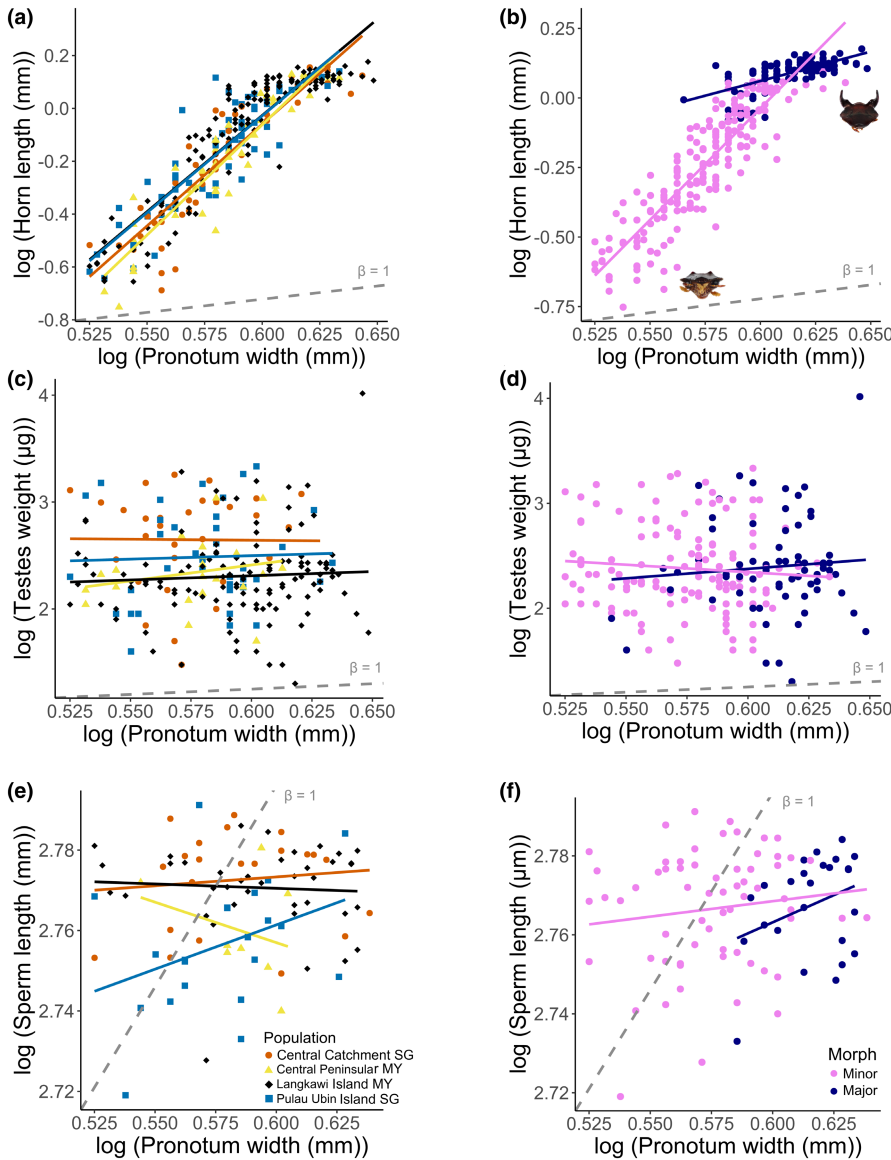 (a)
log (Horn length (mm))
0.2
0.0
-0.2
-0.4
-0.6
-0.8
β = 1
0.525 0.550 0.575 0.600 0.625 0.650
log (Pronotum width (mm))
(b)
log (Horn length (mm))
0.25
0.00
-0.25
-0.50
-0.75
β = 1
0.525 0.550 0.575 0.600 0.625 0.650
log (Pronotum width (mm))
(c)
log (Testes weight (μg))
4
3
2
β = 1
0.525 0.550 0.575 0.600 0.625 0.650
log (Pronotum width (mm))
(d)
log (Testes weight (μg))
4
3
2
β = 1
0.525 0.550 0.575 0.600 0.625 0.650
log (Pronotum width (mm))
(e)
log (Sperm length (mm))
2.78
2.76
2.74
2.72
β = 1
Population
Central Catchment SG
Central Peninsular MY
Langkawi Island MY
Pulau Ubin Island SG
0.525 0.550 0.575 0.600 0.625
log (Pronotum width (mm))
(f)
log (Sperm length (μm))
2.78
2.76
2.74
2.72
β = 1
Morph
Minor
Major
0.525 0.550 0.575 0.600 0.625
log (Pronotum width (mm))